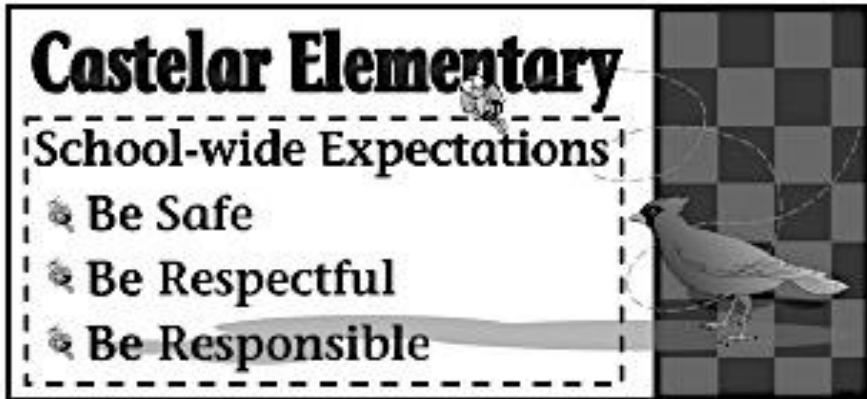 Castelar Elementary
School-wide Expectations
Be Safe
Be Respectful
Be Responsible